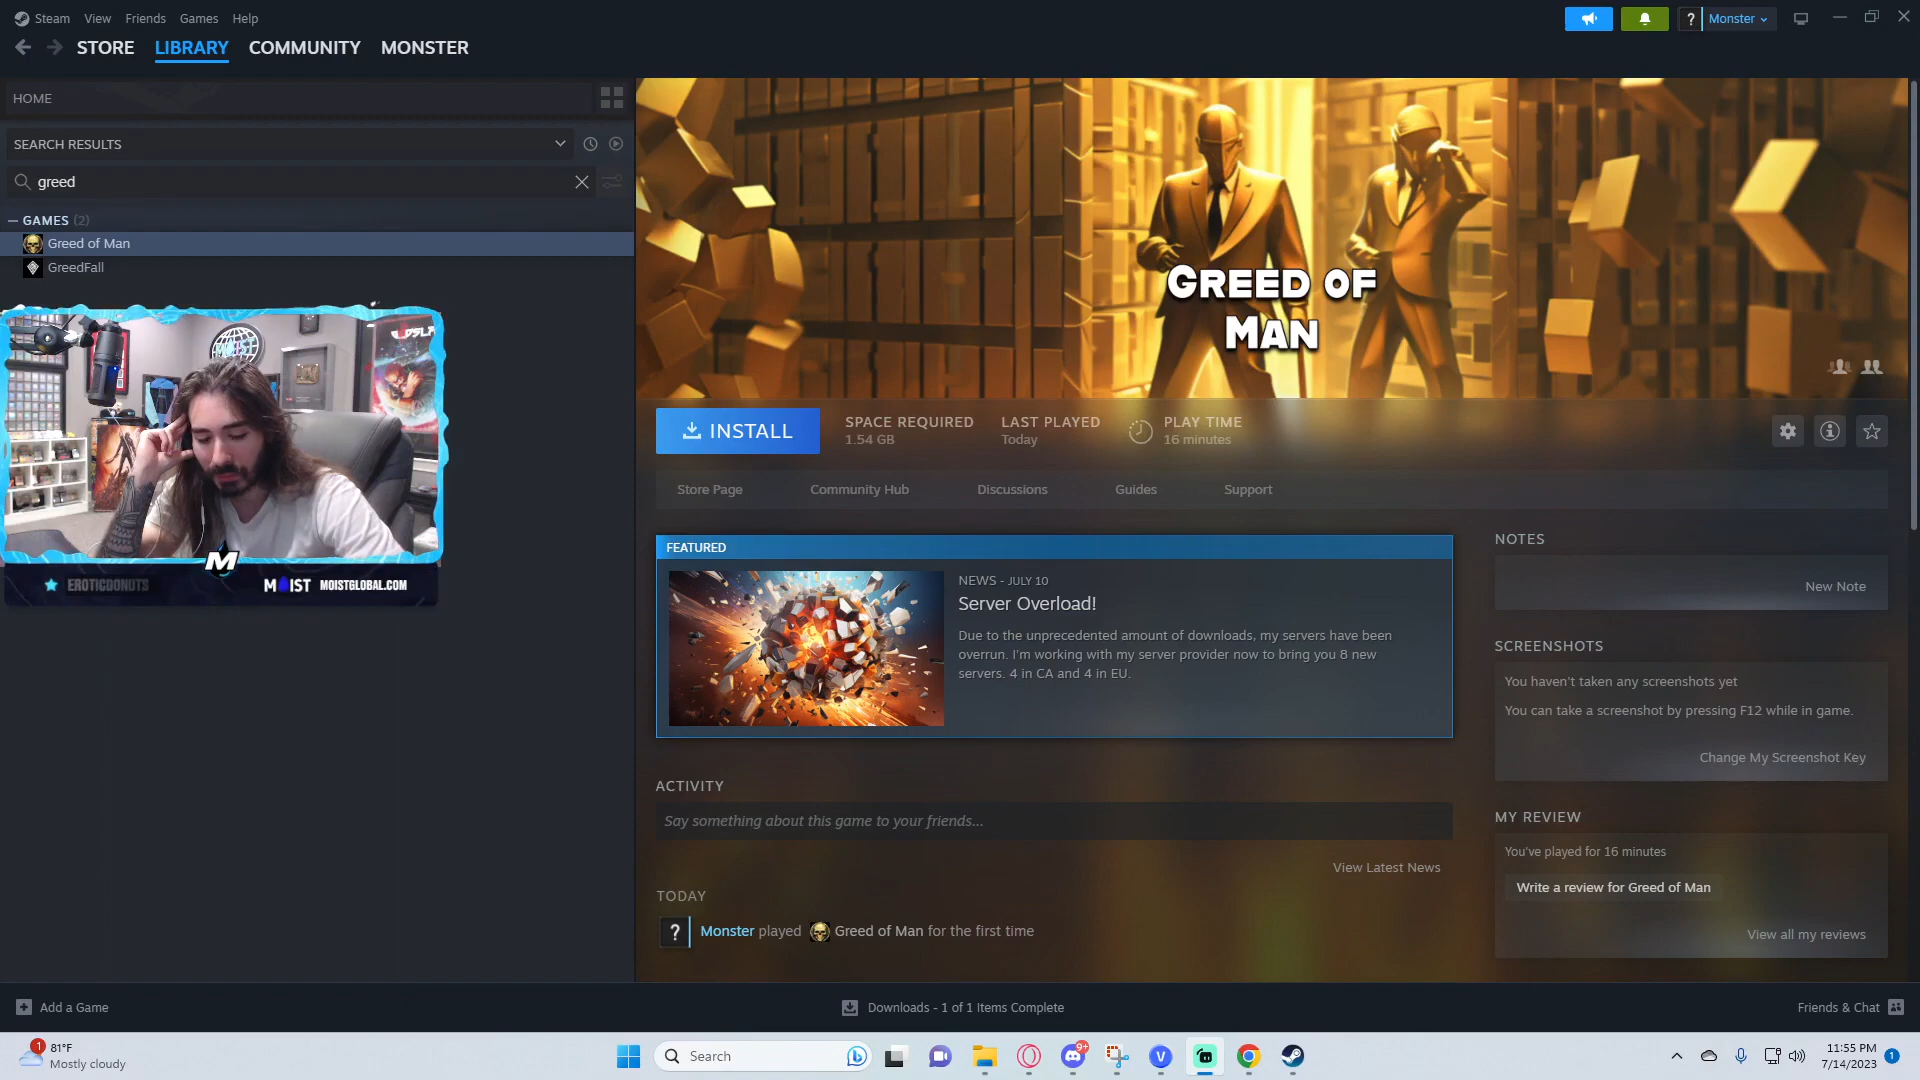 Steam View Friends Games Help
Monster
STORE LIBRARY COMMUNITY MONSTER
HOME
SEARCH RESULTS
greed
GAMES (2)
Greed of Man
GreedFall
GREED OF
MAN
INSTALL
SPACE REQUIRED
1.54 GB
LAST PLAYED
Today
PLAY TIME
16 minutes
Store Page Community Hub Discussions Guides Support
FEATURED
NEWS - JULY 10
Server Overload!
Due to the unprecedented amount of downloads, my servers have been
overrun. I'm working with my server provider now to bring you 8 new
servers. 4 in CA and 4 in EU.
NOTES
New Note
SCREENSHOTS
You haven't taken any screenshots yet
You can take a screenshot by pressing F12 while in game.
Change My Screenshot Key
MOIST
M
EROTICDONUTS MOIST MOISTGLOBAL.COM
ACTIVITY
Say something about this game to your friends...
View Latest News
TODAY
? Monster played Greed of Man for the first time
MY REVIEW
You've played for 16 minutes
Write a review for Greed of Man
View all my reviews
Add a Game
Downloads - 1 of 1 Items Complete
Friends & Chat
1
81°F
Mostly cloudy
Search
9+
V
11:55 PM
7/14/2023
1